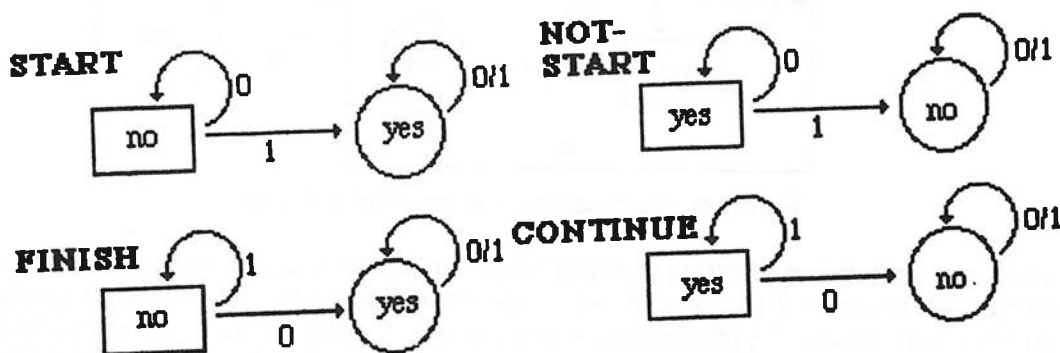 START
0
no
1
yes
0/1
NOT-
START
0
yes
1
no
0/1
FINISH
1
no
0
yes
0/1
CONTINUE
1
yes
0
no
0/1